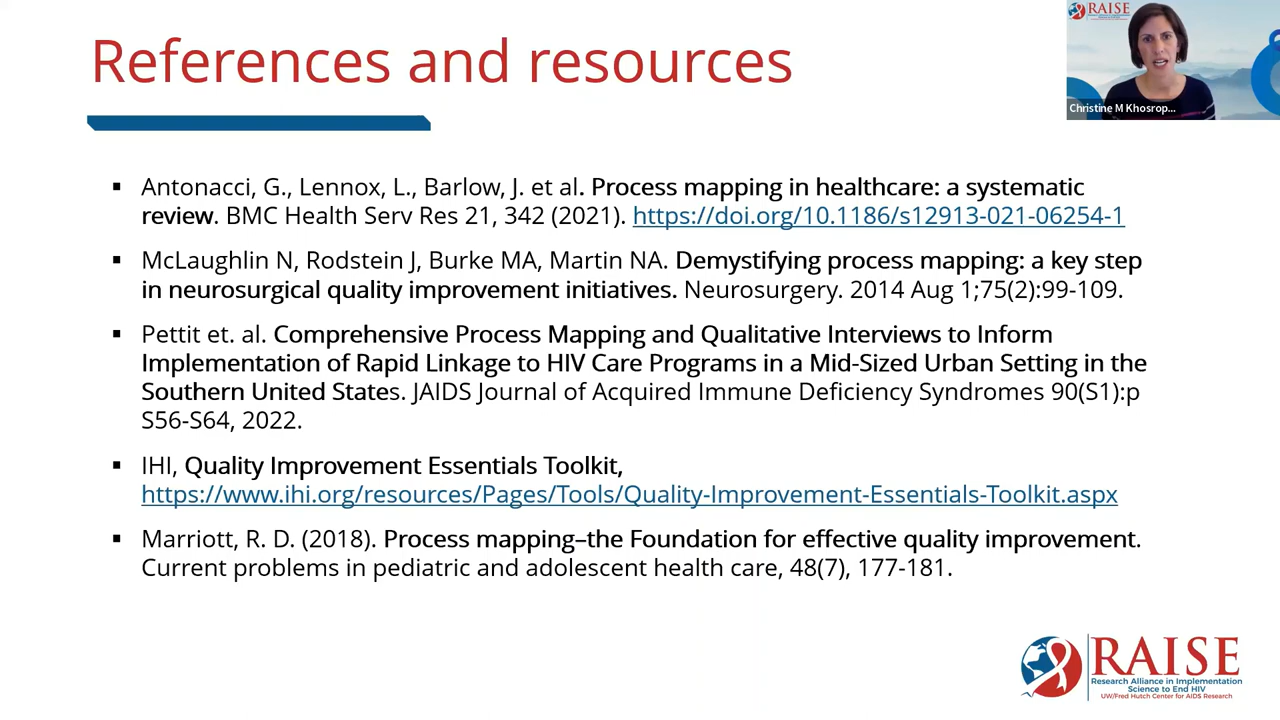 References and resources
RAISE
Christine M Khosrop...
▪ Antonacci, G., Lennox, L., Barlow, J. et al. Process mapping in healthcare: a systematic
review. BMC Health Serv Res 21, 342 (2021). https://doi.org/10.1186/s12913-021-06254-1
▪ McLaughlin N, Rodstein J, Burke MA, Martin NA. Demystifying process mapping: a key step
in neurosurgical quality improvement initiatives. Neurosurgery. 2014 Aug 1;75(2):99-109.
▪ Pettit et. al. Comprehensive Process Mapping and Qualitative Interviews to Inform
Implementation of Rapid Linkage to HIV Care Programs in a Mid-Sized Urban Setting in the
Southern United States. JAIDS Journal of Acquired Immune Deficiency Syndromes 90(S1):p
S56-S64, 2022.
▪ IHI, Quality Improvement Essentials Toolkit,
https://www.ihi.org/resources/Pages/Tools/Quality-Improvement-Essentials-Toolkit.aspx
▪ Marriott, R. D. (2018). Process mapping–the Foundation for effective quality improvement.
Current problems in pediatric and adolescent health care, 48(7), 177-181.
RAISE
Research Alliance in Implementation
Science to End HIV
UW/Fred Hutch Center for AIDS Research